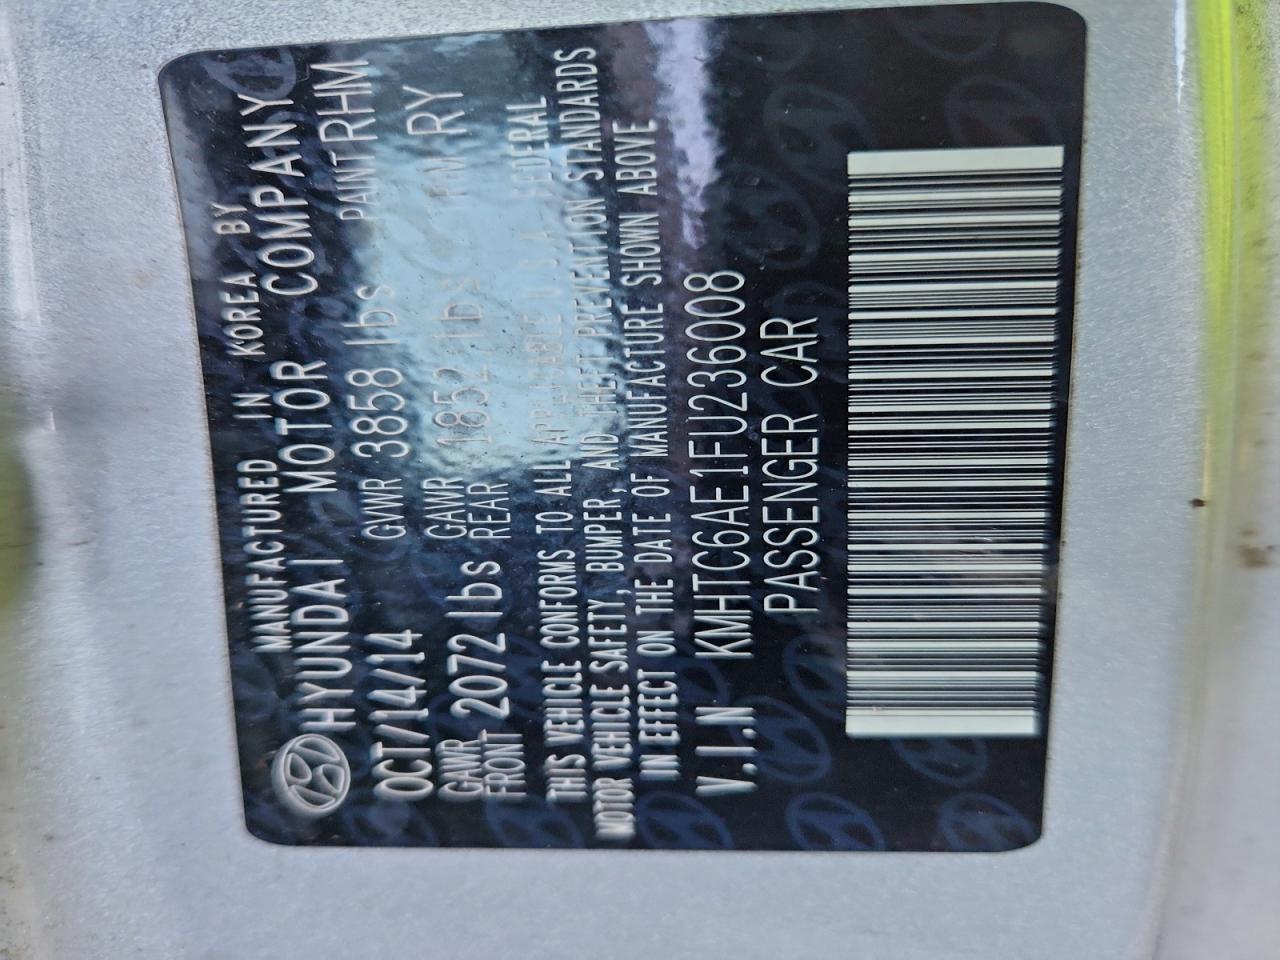 MANUFACTURED IN KOREA BY
HYUNDAI MOTOR COMPANY
OCT/14/14 GVWR 3858 lbs PAINT RHM
GAWR FRONT 2072 lbs GAWR REAR 1852 lbs TM RY
THIS VEHICLE CONFORMS TO ALL APPLICABLE U.S.A FEDERAL
MOTOR VEHICLE SAFETY, BUMPER, AND THEFT PREVENTION STANDARDS
IN EFFECT ON THE DATE OF MANUFACTURE SHOWN ABOVE
V.I.N KMHTC6AE1FU236008
PASSENGER CAR